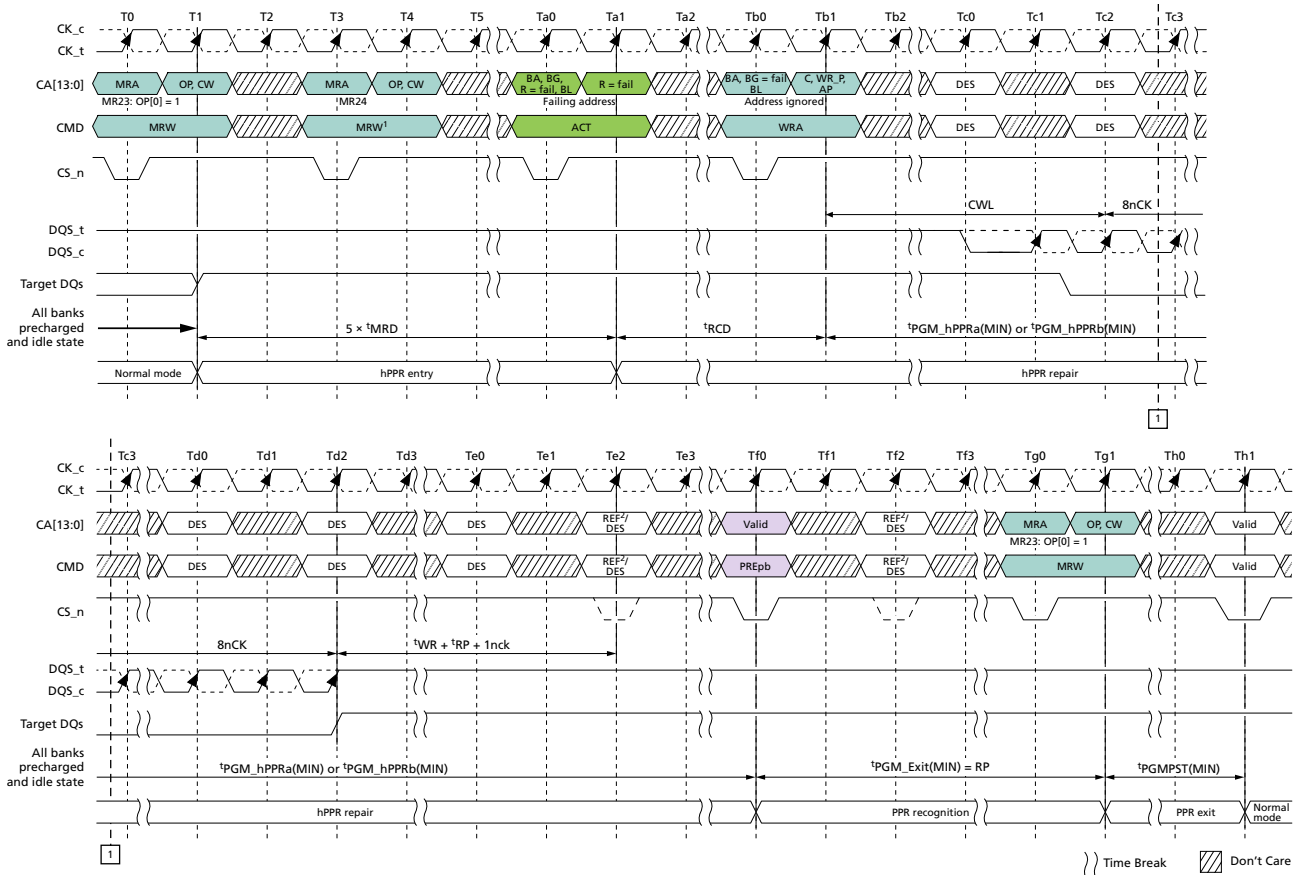 T0 T1 T2 T3 T4 T5 Ta0 Ta1 Ta2 Tb0 Tb1 Tb2 Tc0 Tc1 Tc2 1 Tc3
CK_c
CK_t
CA[13:0] MRA OP, CW MRA OP, CW BA, BG, R = fail, BL R = fail BA, BG = fail BL C, WR_P, AP DES DES
MR23: OP[0] = 1 MR24 Failing address Address ignored
CMD MRW MRW¹ ACT WRA DES DES
CS_n
CWL 8nCK
DQS_t
DQS_c
Target DQs
All banks
precharged
and idle state
5 × ᵗMRD ᵗRCD ᵗPGM_hPPRa(MIN) or ᵗPGM_hPPRb(MIN)
Normal mode hPPR entry hPPR repair
1
1
Tc3 Td0 Td1 Td2 Td3 Te0 Te1 Te2 Te3 Tf0 Tf1 Tf2 Tf3 Tg0 Tg1 Th0 Th1
CK_c
CK_t
CA[13:0] DES DES DES REF²/ DES Valid REF²/ DES MRA OP, CW Valid
MR23: OP[0] = 1
CMD DES DES DES REF²/ DES PREpb REF²/ DES MRW Valid
CS_n
8nCK ᵗWR + ᵗRP + 1nck
DQS_t
DQS_c
Target DQs
All banks
precharged
and idle state
ᵗPGM_hPPRa(MIN) or ᵗPGM_hPPRb(MIN) ᵗPGM_Exit(MIN) = RP ᵗPGMPST(MIN)
hPPR repair PPR recognition PPR exit Normal mode
1
Time Break Don't Care